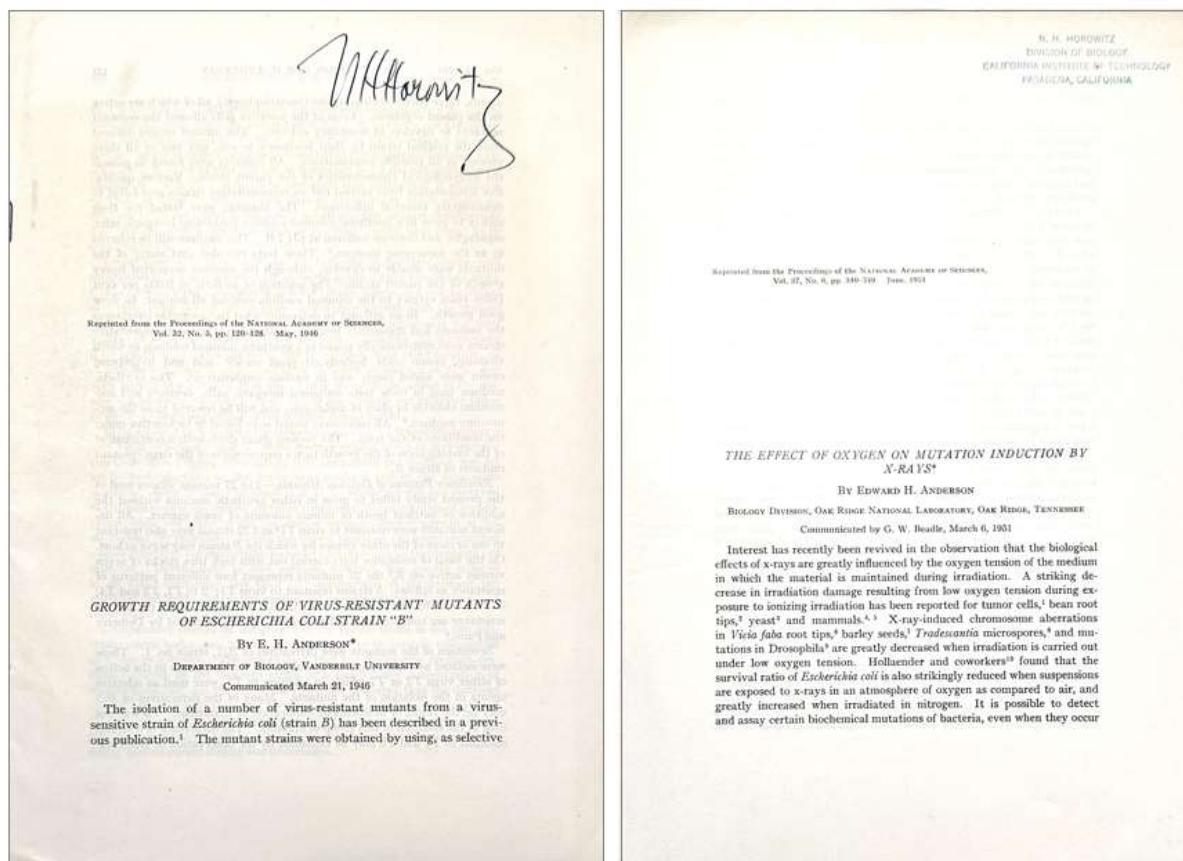 NHHorowitz
Reprinted from the Proceedings of the NATIONAL ACADEMY OF SCIENCES,
Vol. 32, No. 5, pp. 120-128. May, 1946
GROWTH REQUIREMENTS OF VIRUS-RESISTANT MUTANTS
OF ESCHERICHIA COLI STRAIN "B"
BY E. H. ANDERSON*
DEPARTMENT OF BIOLOGY, VANDERBILT UNIVERSITY
Communicated March 21, 1946
The isolation of a number of virus-resistant mutants from a virus-
sensitive strain of Escherichia coli (strain B) has been described in a previ-
ous publication.¹ The mutant strains were obtained by using, as selective
N. H. HOROWITZ
DIVISION OF BIOLOGY
CALIFORNIA INSTITUTE OF TECHNOLOGY
PASADENA, CALIFORNIA
Reprinted from the Proceedings of the NATIONAL ACADEMY OF SCIENCES,
Vol. 37, No. 6, pp. 340-349. June, 1951
THE EFFECT OF OXYGEN ON MUTATION INDUCTION BY
X-RAYS*
BY EDWARD H. ANDERSON
BIOLOGY DIVISION, OAK RIDGE NATIONAL LABORATORY, OAK RIDGE, TENNESSEE
Communicated by G. W. Beadle, March 6, 1951
Interest has recently been revived in the observation that the biological
effects of x-rays are greatly influenced by the oxygen tension of the medium
in which the material is maintained during irradiation. A striking de-
crease in irradiation damage resulting from low oxygen tension during ex-
posure to ionizing irradiation has been reported for tumor cells,¹ bean root
tips,² yeast³ and mammals.⁴, ⁵ X-ray-induced chromosome aberrations
in Vicia faba root tips,⁶ barley seeds,⁷ Tradescantia microspores,⁸ and mu-
tations in Drosophila⁹ are greatly decreased when irradiation is carried out
under low oxygen tension. Hollaender and coworkers¹⁰ found that the
survival ratio of Escherichia coli is also strikingly reduced when suspensions
are exposed to x-rays in an atmosphere of oxygen as compared to air, and
greatly increased when irradiated in nitrogen. It is possible to detect
and assay certain biochemical mutations of bacteria, even when they occur